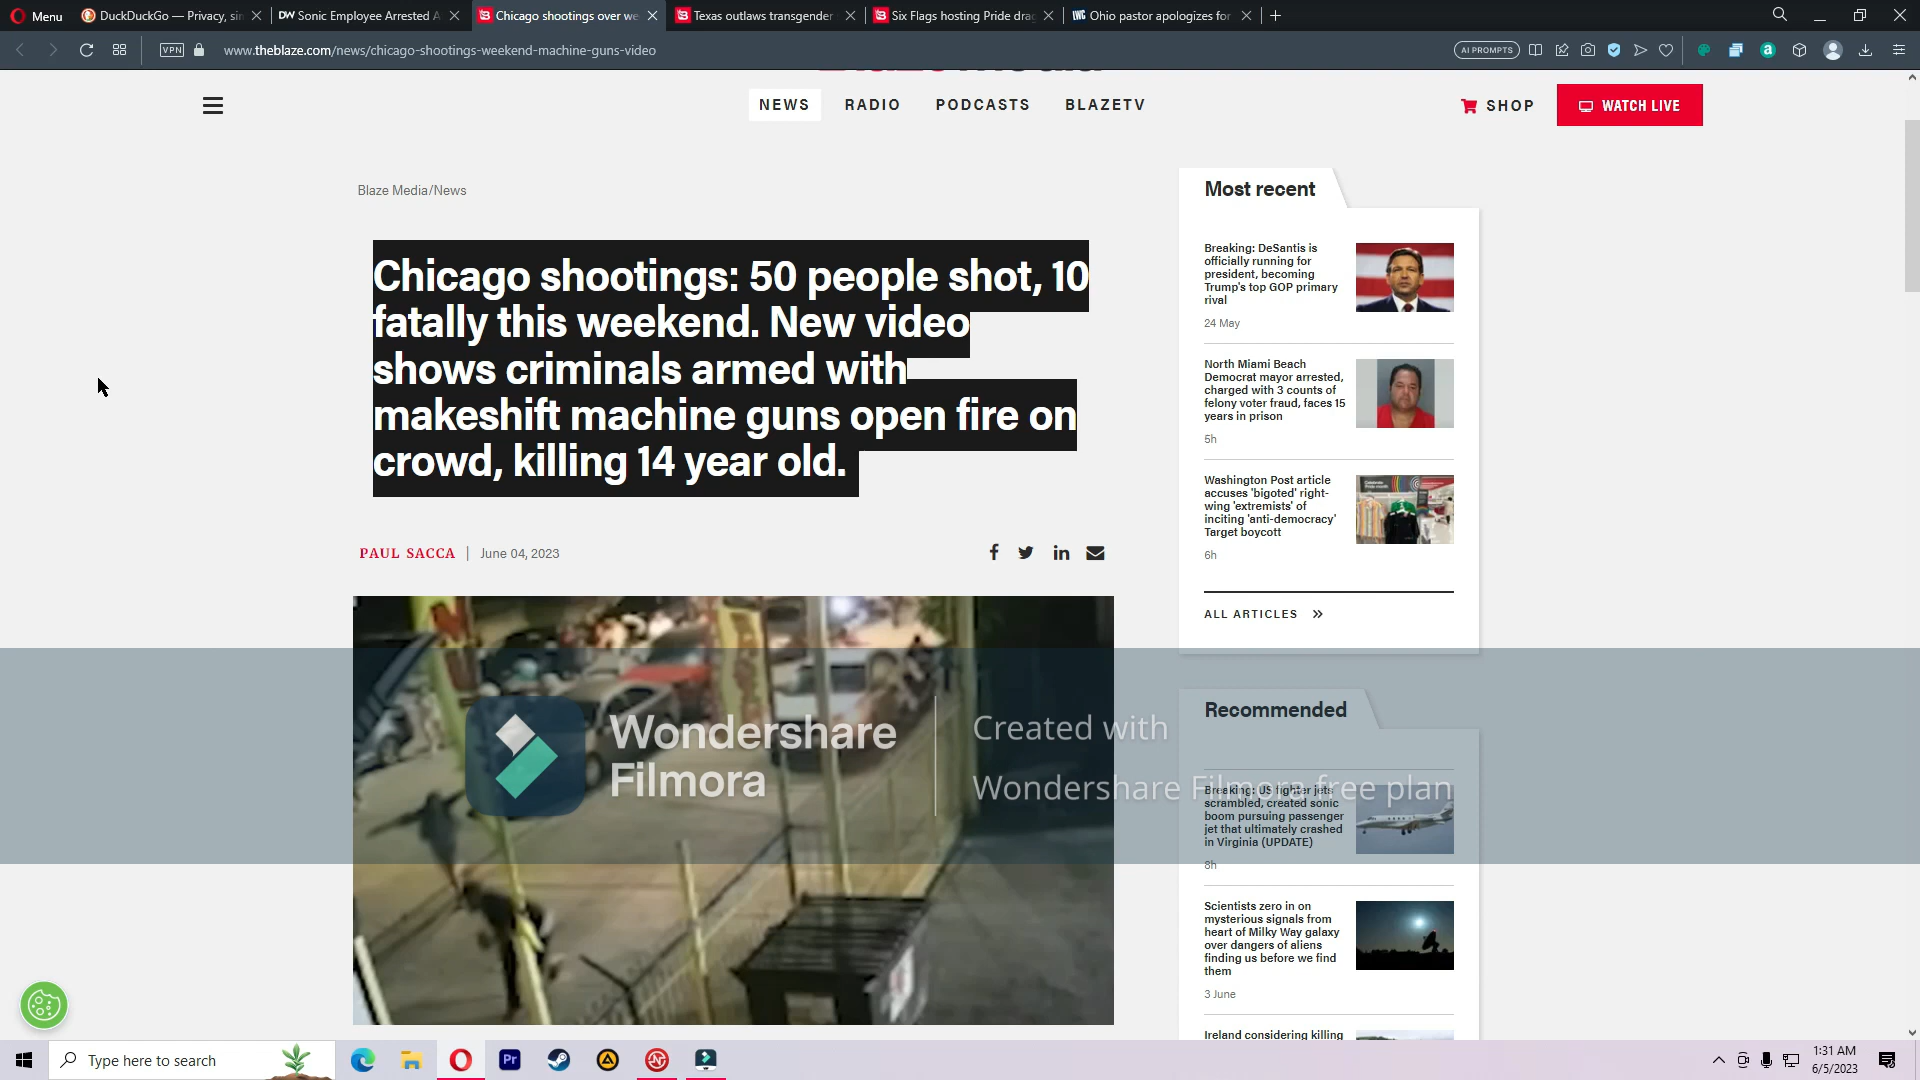 Menu
DuckDuckGo — Privacy, sin
DW Sonic Employee Arrested A
Chicago shootings over we
Texas outlaws transgender
Six Flags hosting Pride drag
Ohio pastor apologizes for
VPN
www.theblaze.com/news/chicago-shootings-weekend-machine-guns-video
AI PROMPTS
NEWS
RADIO
PODCASTS
BLAZETV
SHOP
WATCH LIVE
Blaze Media/News
Chicago shootings: 50 people shot, 10
fatally this weekend. New video
shows criminals armed with
makeshift machine guns open fire on
crowd, killing 14 year old.
PAUL SACCA | June 04, 2023
Most recent
Breaking: DeSantis is
officially running for
president, becoming
Trump's top GOP primary
rival
24 May
North Miami Beach
Democrat mayor arrested,
charged with 3 counts of
felony voter fraud, faces 15
years in prison
5h
Washington Post article
accuses 'bigoted' right-
wing 'extremists' of
inciting 'anti-democracy'
Target boycott
6h
ALL ARTICLES
Recommended
Breaking: US fighter jets
scrambled, created sonic
boom pursuing passenger
jet that ultimately crashed
in Virginia (UPDATE)
8h
Scientists zero in on
mysterious signals from
heart of Milky Way galaxy
over dangers of aliens
finding us before we find
them
3 June
Ireland considering killing
Wondershare
Filmora
Created with
Wondershare Filmora free plan
Type here to search
Pr
1:31 AM
6/5/2023